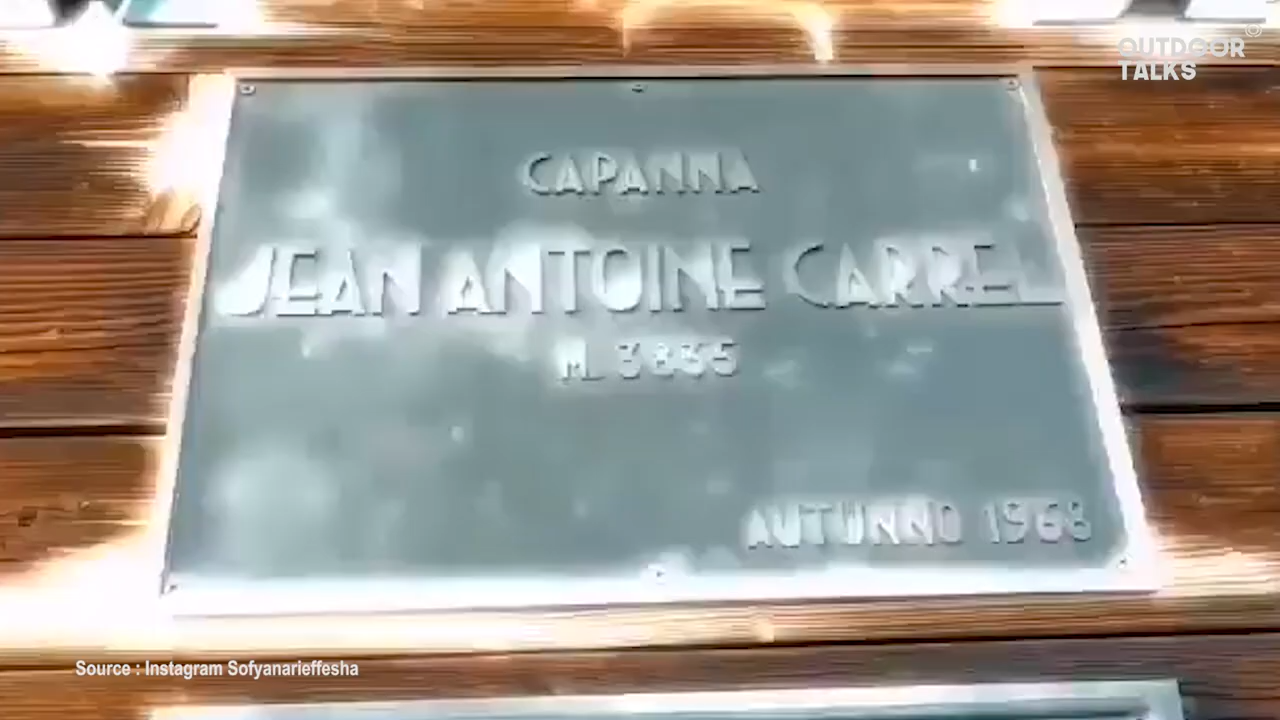 OUTDOOR
TALKS
CAPANNA
JEAN ANTOINE CARREL
M. 3835
AUTUNNO 1968
Source : Instagram Sofyanarieffesha